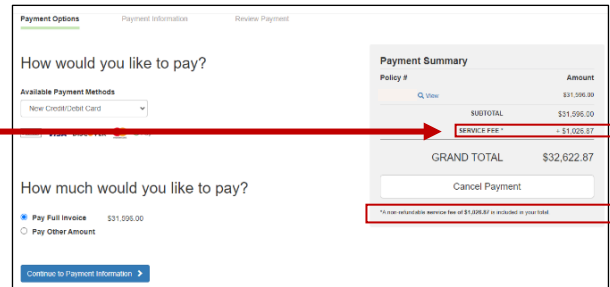 Payment Options Payment Information Review Payment
How would you like to pay?
Available Payment Methods
New Credit/Debit Card
VISA
How much would you like to pay?
Pay Full Invoice $31,596.00
Pay Other Amount
Continue to Payment Information
Payment Summary
Policy # Amount
View $31,596.00
SUBTOTAL $31,596.00
SERVICE FEE * + $1,026.87
GRAND TOTAL $32,622.87
Cancel Payment
*A non-refundable service fee of $1,026.87 is included in your total.